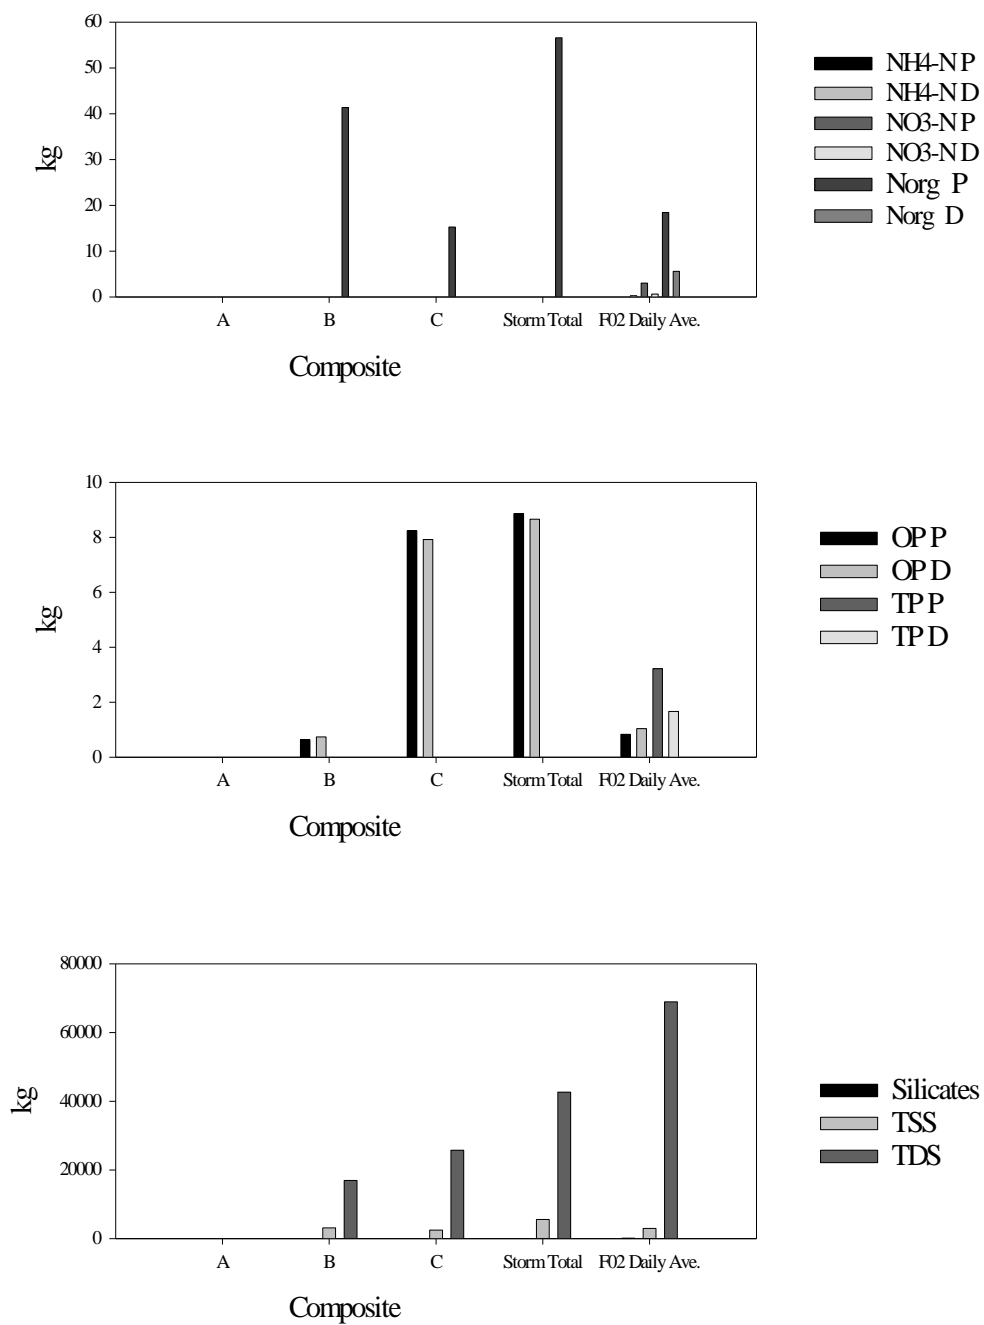 60
50
40
30
20
10
0
kg
A B C Storm Total F02 Daily Ave.
Composite
NH4-N P
NH4-N D
NO3-N P
NO3-N D
Norg P
Norg D
10
8
6
4
2
0
kg
A B C Storm Total F02 Daily Ave.
Composite
OP P
OP D
TP P
TP D
80000
60000
40000
20000
0
kg
A B C Storm Total F02 Daily Ave.
Composite
Silicates
TSS
TDS